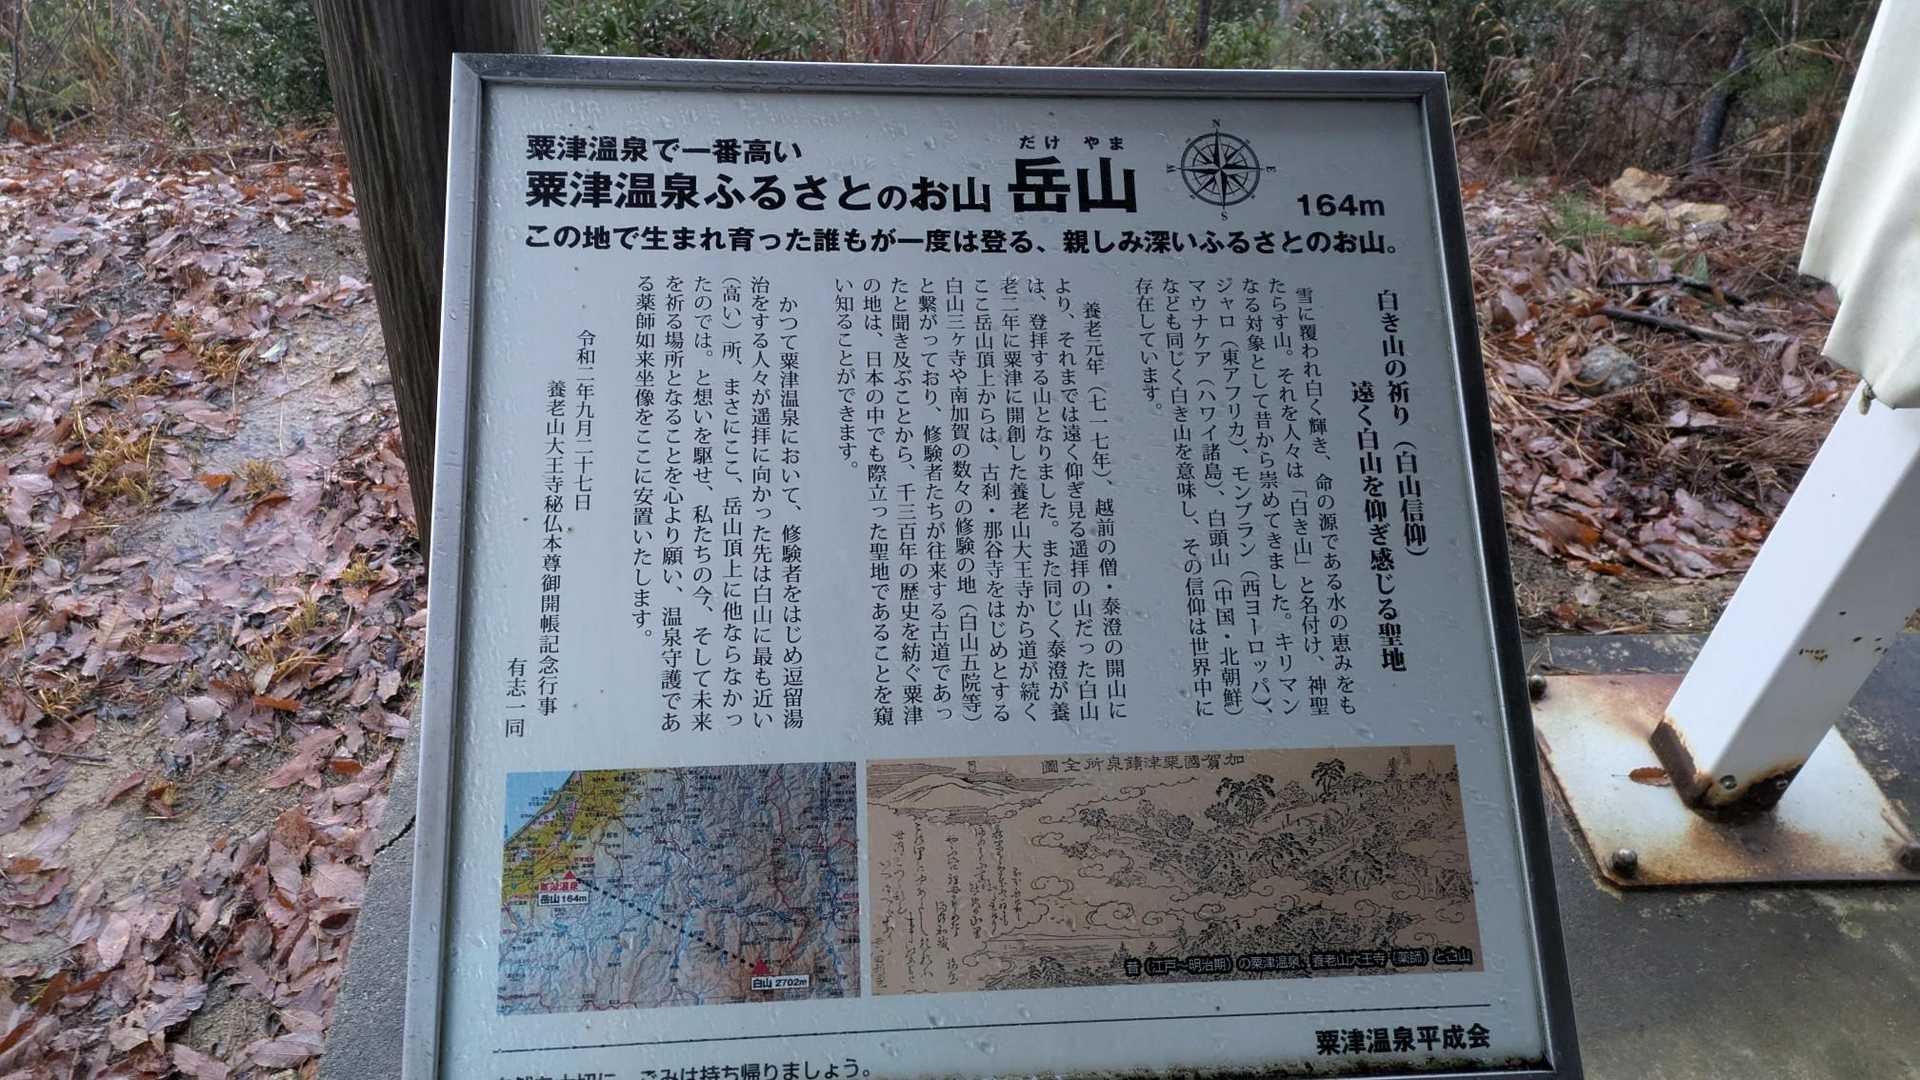 粟津温泉で一番高い
粟津温泉ふるさとのお山 岳山
だけ やま
N
E
S
W
164m
この地で生まれ育った誰もが一度は登る、親しみ深いふるさとのお山。
白き山の祈り（白山信仰）
遠く白山を仰ぎ感じる聖地
雪に覆われ白く輝き、命の源である水の恵みをも
たらす山。それを人々は「白き山」と名付け、神聖
なる対象として昔から崇めてきました。キリマン
ジャロ（東アフリカ）、モンブラン（西ヨーロッパ）、
マウナケア（ハワイ諸島）、白頭山（中国・北朝鮮）
なども同じく白き山を意味し、その信仰は世界中に
存在しています。
養老元年（七一七年）、越前の僧・泰澄の開山に
より、それまでは遠く仰ぎ見る遥拝の山だった白山
は、登拝する山となりました。また同じく泰澄が養
老二年に粟津に開創した養老山大王寺から道が続く
ここ岳山頂上からは、古刹・那谷寺をはじめとする
白山三ヶ寺や南加賀の数々の修験の地（白山五院等）
と繋がっており、修験者たちが往来する古道であっ
たと聞き及ぶことから、千三百年の歴史を紡ぐ粟津
の地は、日本の中でも際立った聖地であることを窺
い知ることができます。
かつて粟津温泉において、修験者をはじめ逗留湯
治をする人々が遥拝に向かった先は白山に最も近い
（高い）所、まさにここ、岳山頂上に他ならなかっ
たのでは。と想いを駆せ、私たちの今、そして未来
を祈る場所となることを心より願い、温泉守護であ
る薬師如来坐像をここに安置いたします。
令和二年九月二十七日
養老山大王寺秘仏本尊御開帳記念行事
有志一同
粟津温泉
岳山 164m
白山 2702m
加賀國粟津鑛泉所全圖
昔（江戸〜明治期）の粟津温泉、養老山大王寺（薬師）と白山
粟津温泉平成会
大切に、ごみは持ち帰りましょう。